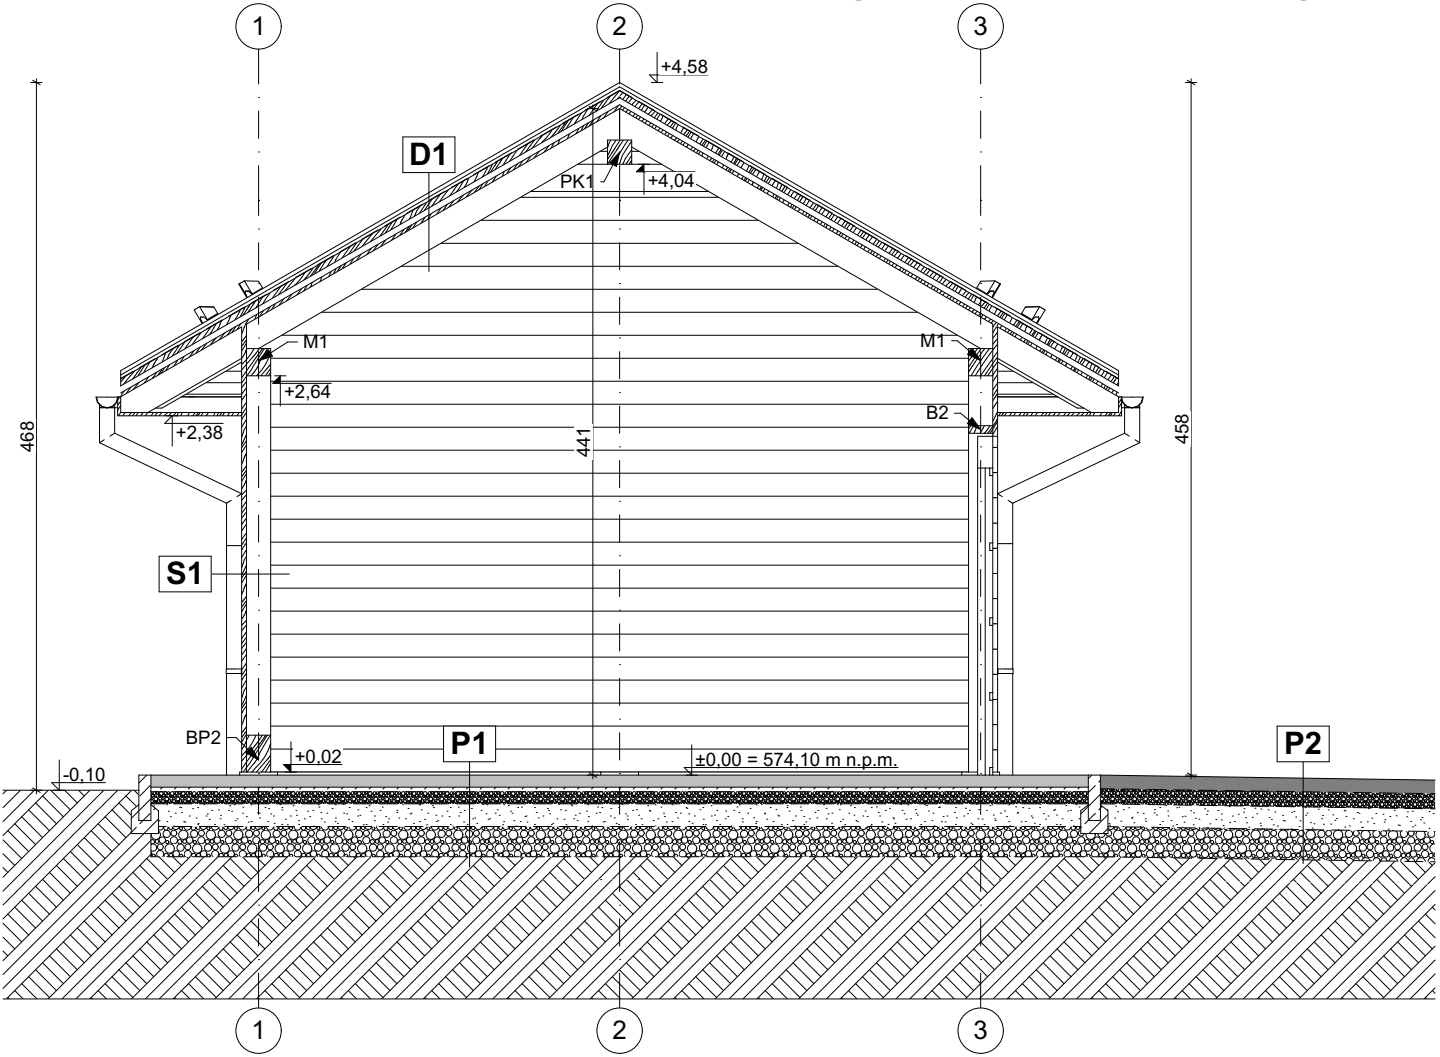 1
2
3
+4,58
D1
PK1
+4,04
M1
M1
+2,64
B2
+2,38
468
441
458
S1
BP2
+0,02
P1
±0,00 = 574,10 m n.p.m.
P2
-0,10
1
2
3